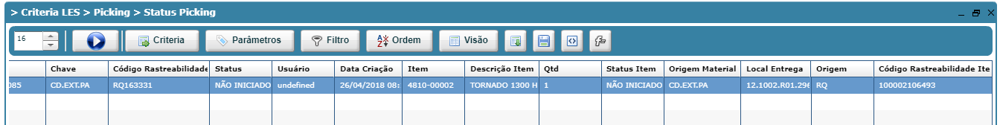 > Criteria LES > Picking > Status Picking
16 Criteria Parâmetros Filtro Ordem Visão
Chave Código Rastreabilidade Status Usuário Data Criação Item Descrição Item Qtd Status Item Origem Material Local Entrega Origem Código Rastreabilidade Ite
085 CD.EXT.PA RQ163331 NÃO INICIADO undefined 26/04/2018 08: 4810-00002 TORNADO 1300 H 1 NÃO INICIADO CD.EXT.PA 12.1002.R01.296 RQ 100002106493